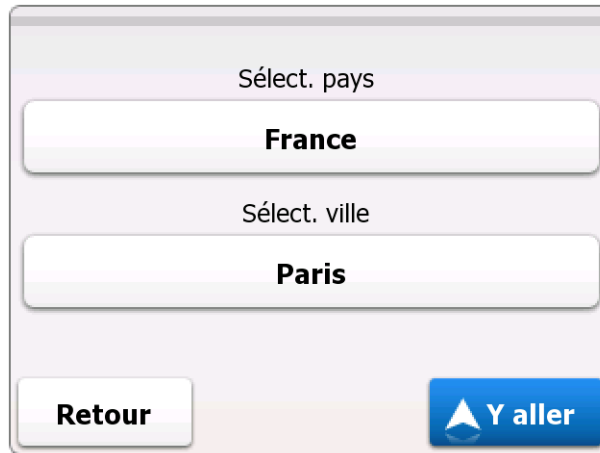 Sélect. pays
France
Sélect. ville
Paris
Retour
Y aller